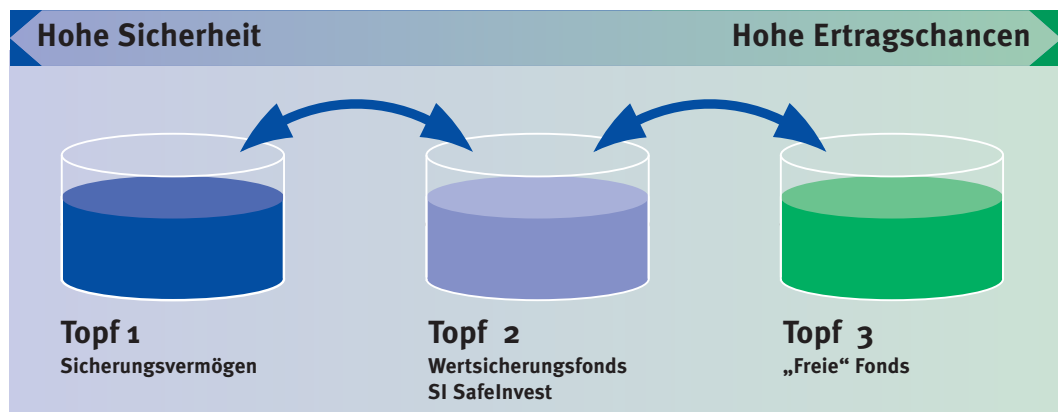 Hohe Sicherheit
Hohe Ertragschancen
Topf 1
Sicherungsvermögen
Topf 2
Wertsicherungsfonds
SI SafeInvest
Topf 3
„Freie“ Fonds